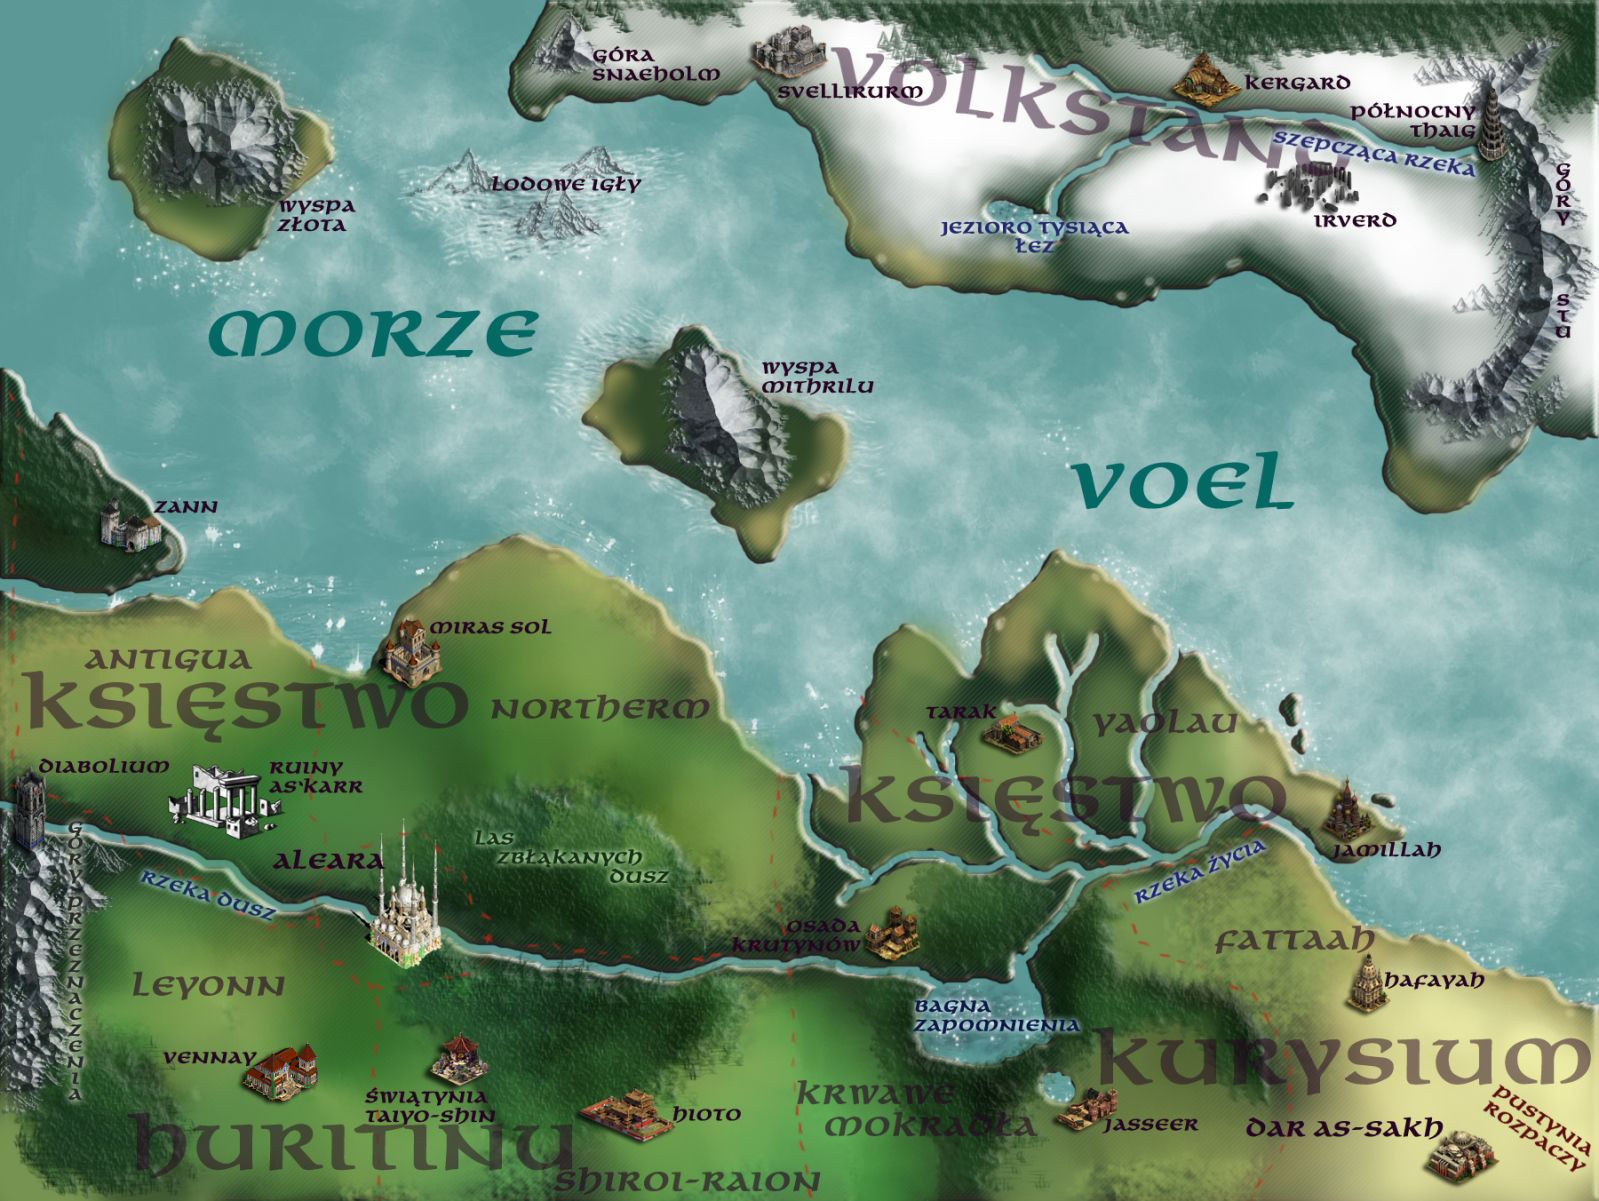 GÓRA
SNAEHOLM
SVELLIRURM
VOLKSTAND
KERGARD
PÓŁNOCNY
THAIG
SZEPCZĄCA RZEKA
IRVERD
GÓRY STU
JEZIORO TYSIĄCA
ŁEZ
LODOWE IGŁY
WYSPA
ZŁOTA
MORZE
WYSPA
MITHRILU
VOEL
ZANN
MIRAS SOL
ANTIGUA
KSIĘSTWO
NORTHERM
TARAK
YAOLAU
KSIĘSTWO
DIABOLIUM
RUINY
AS'KARR
GÓRY PRZEZNACZENIA
ALEARA
LAS
ZBŁĄKANYCH
DUSZ
RZEKA DUSZ
JAMILLAH
RZEKA ŻYCIA
OSADA
KRUTYNÓW
FATTAAH
LEYONN
HAFAYAH
BAGNA
ZAPOMNIENIA
KURYSIUM
VENNAY
ŚWIĄTYNIA
TAIYO-SHIN
HIOTO
KRWAWE
MOKRADŁA
JASSEER
DAR AS-SAKH
PUSTYNIA
ROZPACZY
HURITINU
SHIROI-RAION